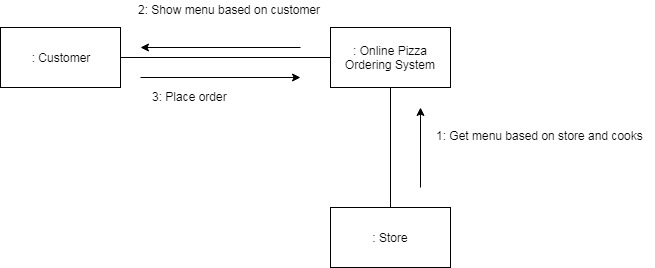 2: Show menu based on customer
: Customer
: Online Pizza
Ordering System
3: Place order
1: Get menu based on store and cooks
: Store